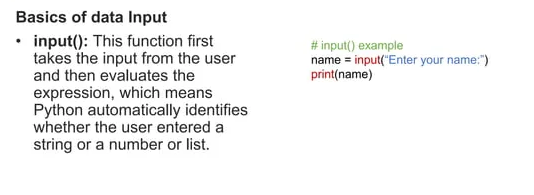 Basics of data Input
• input(): This function first
takes the input from the user
and then evaluates the
expression, which means
Python automatically identifies
whether the user entered a
string or a number or list.
# input() example
name = input(“Enter your name:”)
print(name)